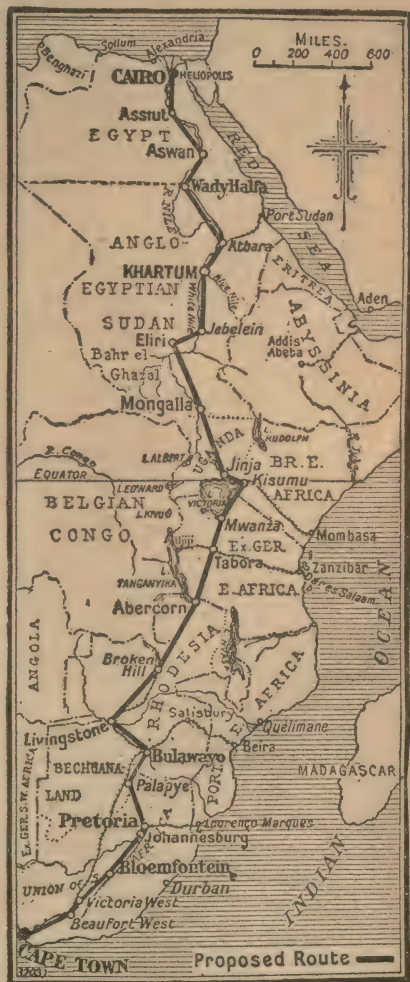 MILES.
0 200 400 600
Sollum
Alexandria
Benghazi
CAIRO
HELIOPOLIS
Assiut
EGYPT
Aswan
RED SEA
Wady Halfa
R. NILE
Port Sudan
ANGLO-
Atbara
KHARTUM
ERITREA
EGYPTIAN
White Nile
Blue Nile
Aden
SUDAN
Jebelein
Eliri
Addis
Abeba
ABYSSINIA
Bahr el
Ghazal
Mongalla
L. RUDOLPH
R. Juba
L. ALBERT
UGANDA
R. Congo
Jinja
BR. E.
EQUATOR
Kisumu
AFRICA
L. EDWARD
L. VICTORIA
BELGIAN
L. KIVU
Mwanza
Mombasa
CONGO
Ujiji
Ex. GER.
Tabora
Zanzibar
L. TANGANYIKA
E. AFRICA
Dares Salaam
Abercorn
OCEAN
ANGOLA
Broken
Hill
RHODESIA
PORT. E. AFRICA
Salisbury
Quelimane
Livingstone
Beira
Bulawayo
MADAGASCAR
BECHUANA
LAND
Ex. GER. S.W. AFRICA
Palapye
Pretoria
Lourenço Marques
Johannesburg
INDIAN
Bloemfontein
UNION OF S. AFRICA
Durban
Victoria West
Beaufort West
CAPE TOWN
Proposed Route